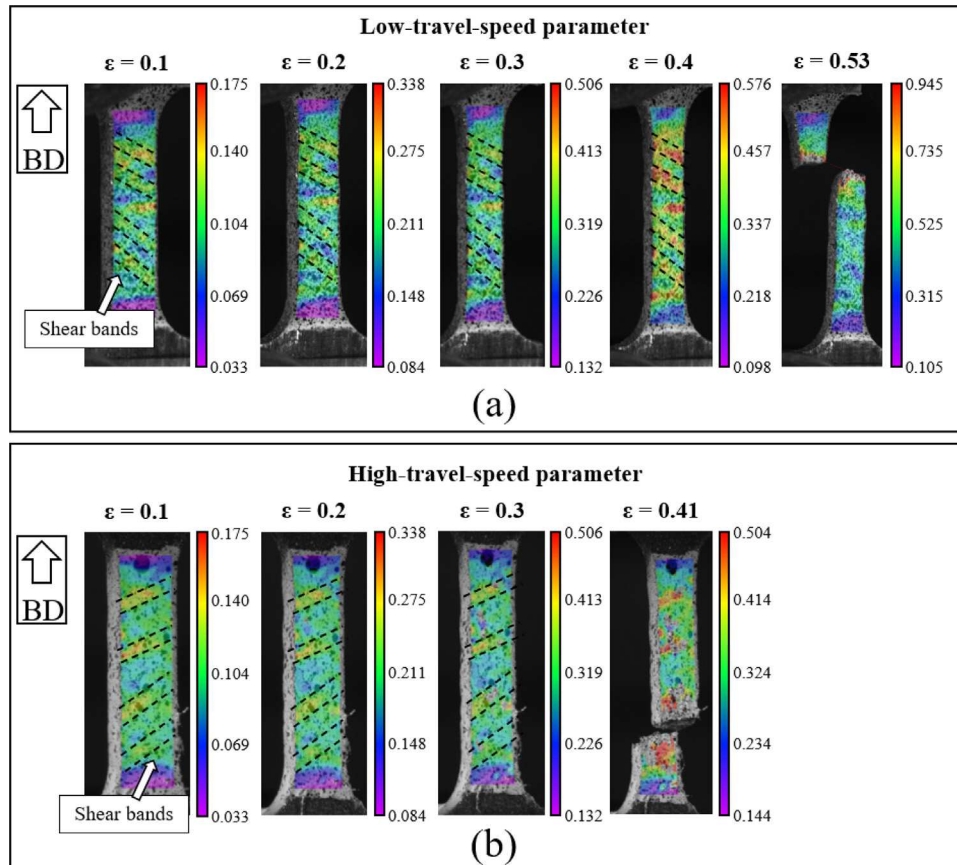 Low-travel-speed parameter
ε = 0.1 ε = 0.2 ε = 0.3 ε = 0.4 ε = 0.53
BD
0.175 0.338 0.506 0.576 0.945
0.140 0.275 0.413 0.457 0.735
0.104 0.211 0.319 0.337 0.525
0.069 0.148 0.226 0.218 0.315
0.033 0.084 0.132 0.098 0.105
Shear bands
(a)
High-travel-speed parameter
ε = 0.1 ε = 0.2 ε = 0.3 ε = 0.41
BD
0.175 0.338 0.506 0.504
0.140 0.275 0.413 0.414
0.104 0.211 0.319 0.324
0.069 0.148 0.226 0.234
0.033 0.084 0.132 0.144
Shear bands
(b)